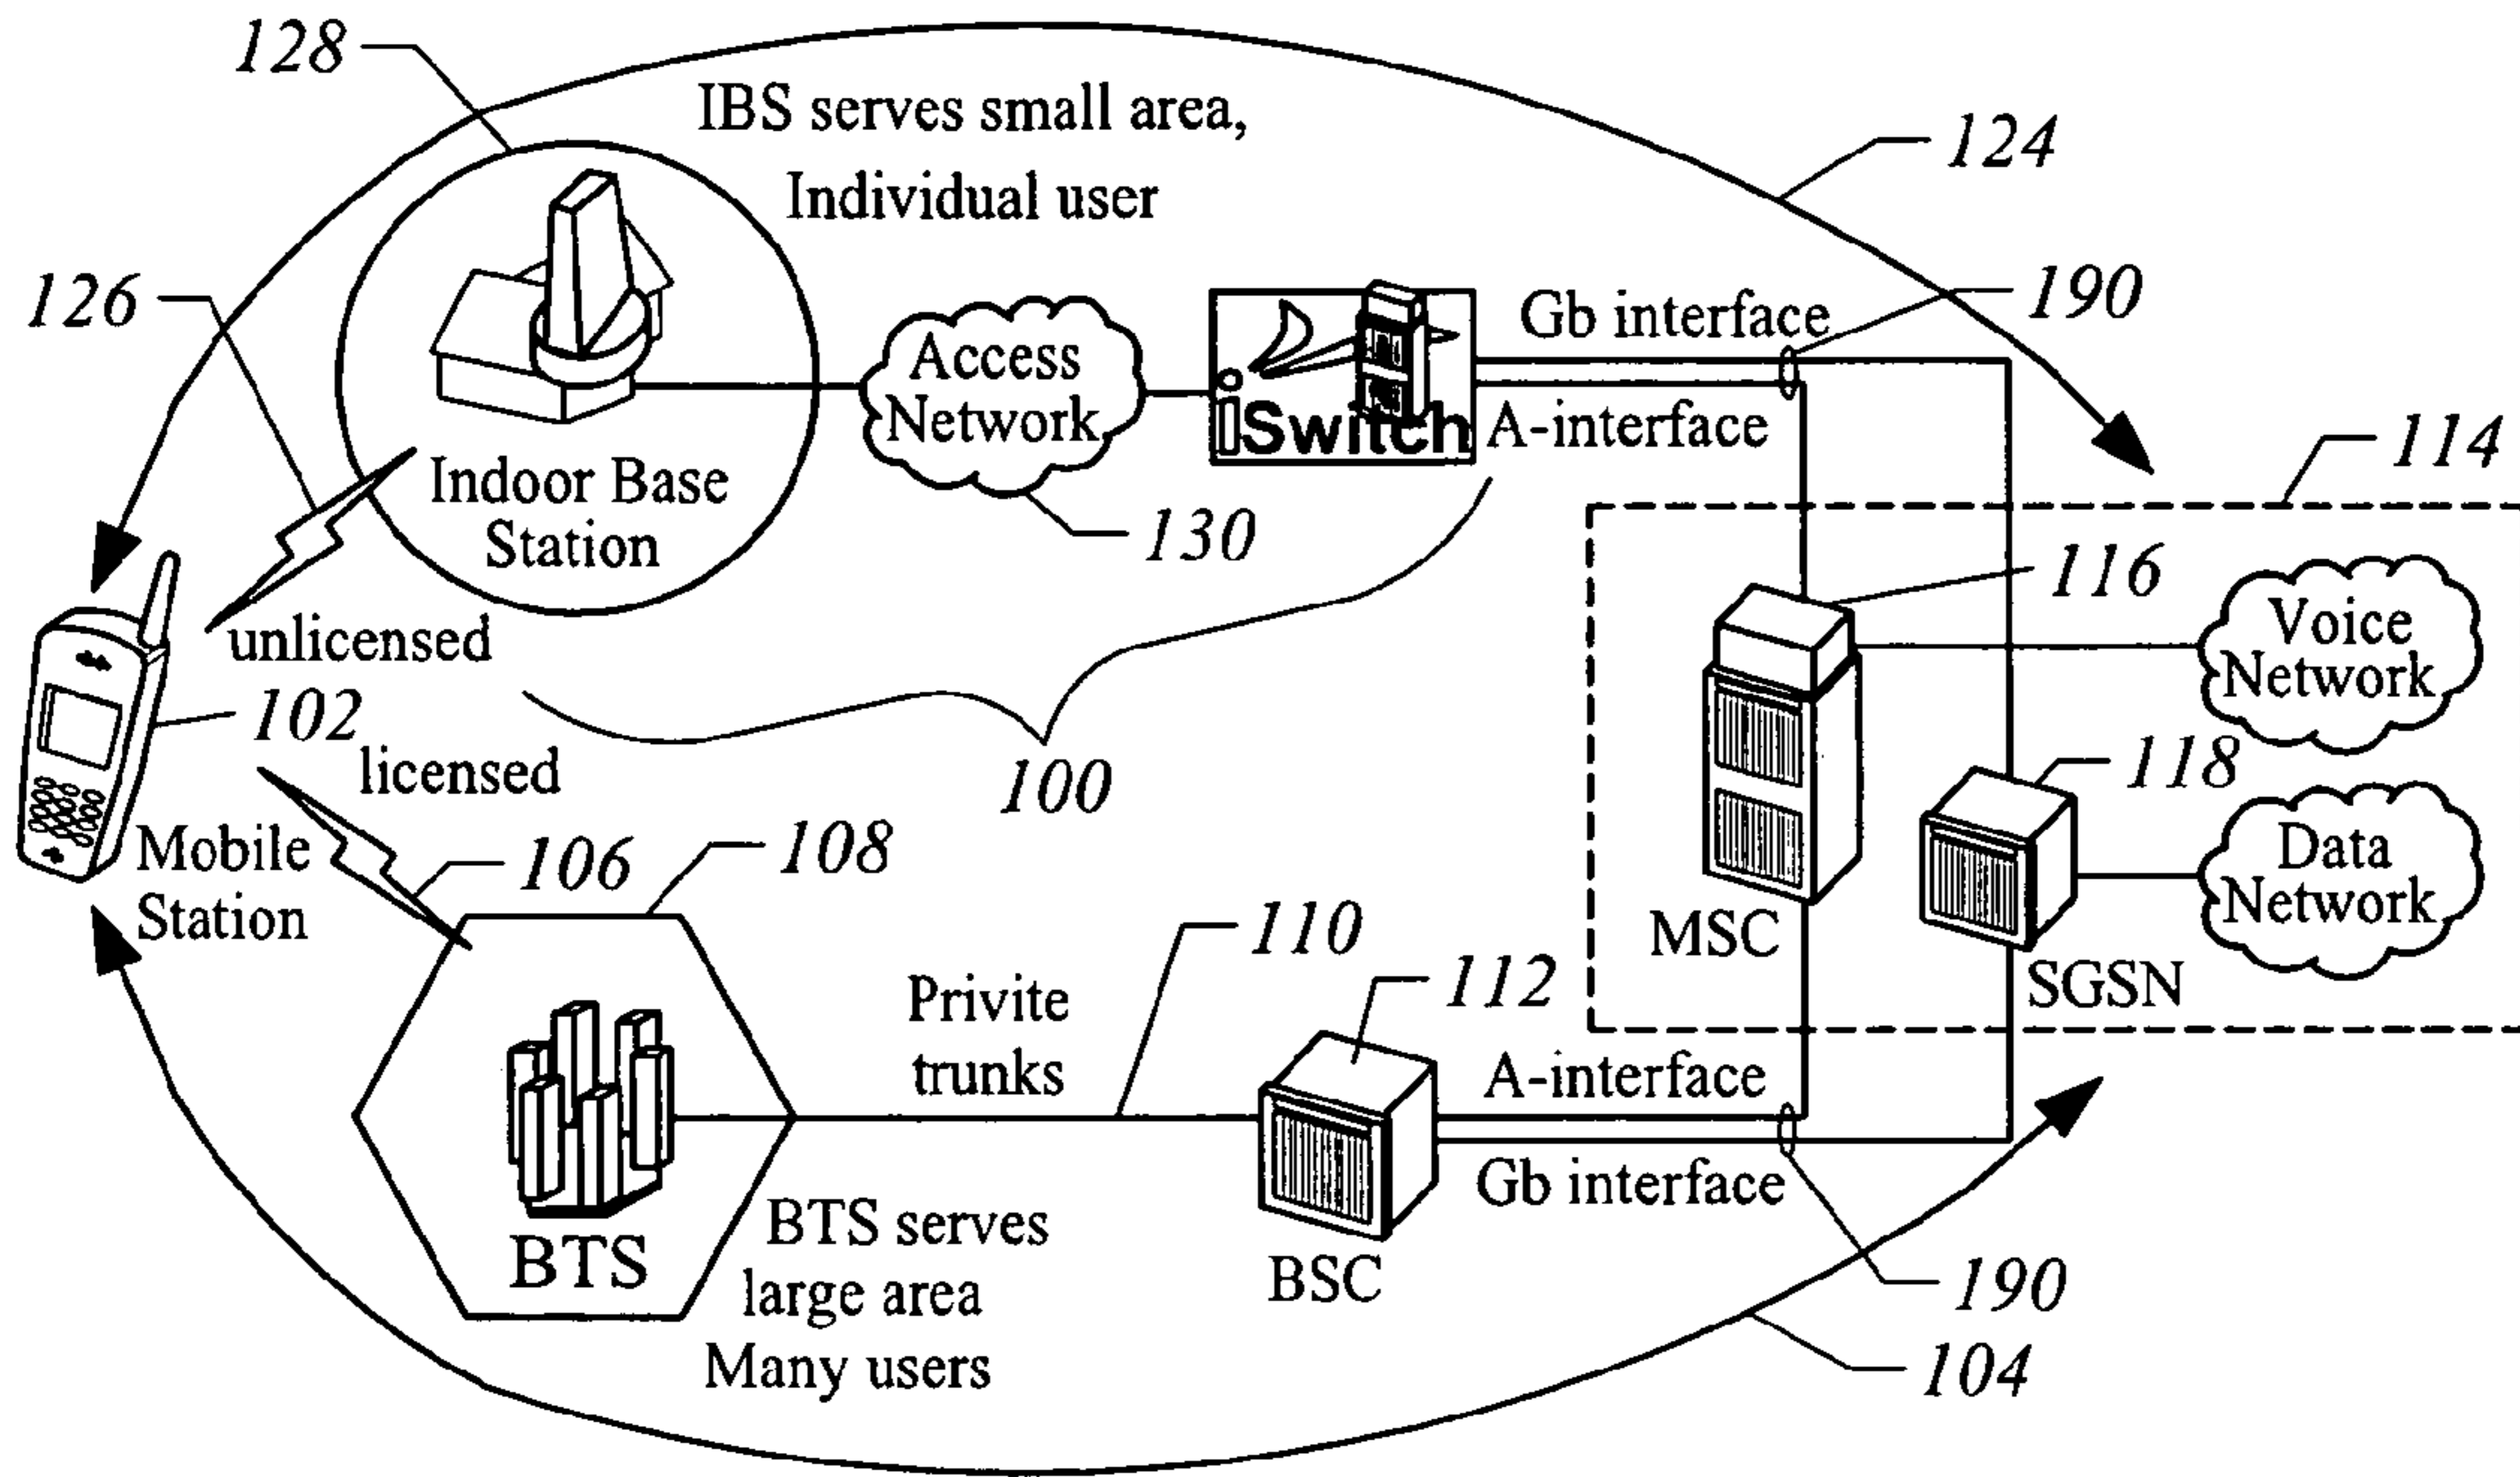 128
IBS serves small area,
Individual user
124
126
190
Gb interface
Access
Network
iSwitch
A-interface
114
Indoor Base
Station
130
116
unlicensed
Voice
Network
102
licensed
100
118
Mobile
Station
106
108
Data
Network
MSC
SGSN
110
112
Privite
trunks
A-interface
Gb interface
BTS
BTS serves
large area
Many users
BSC
190
104